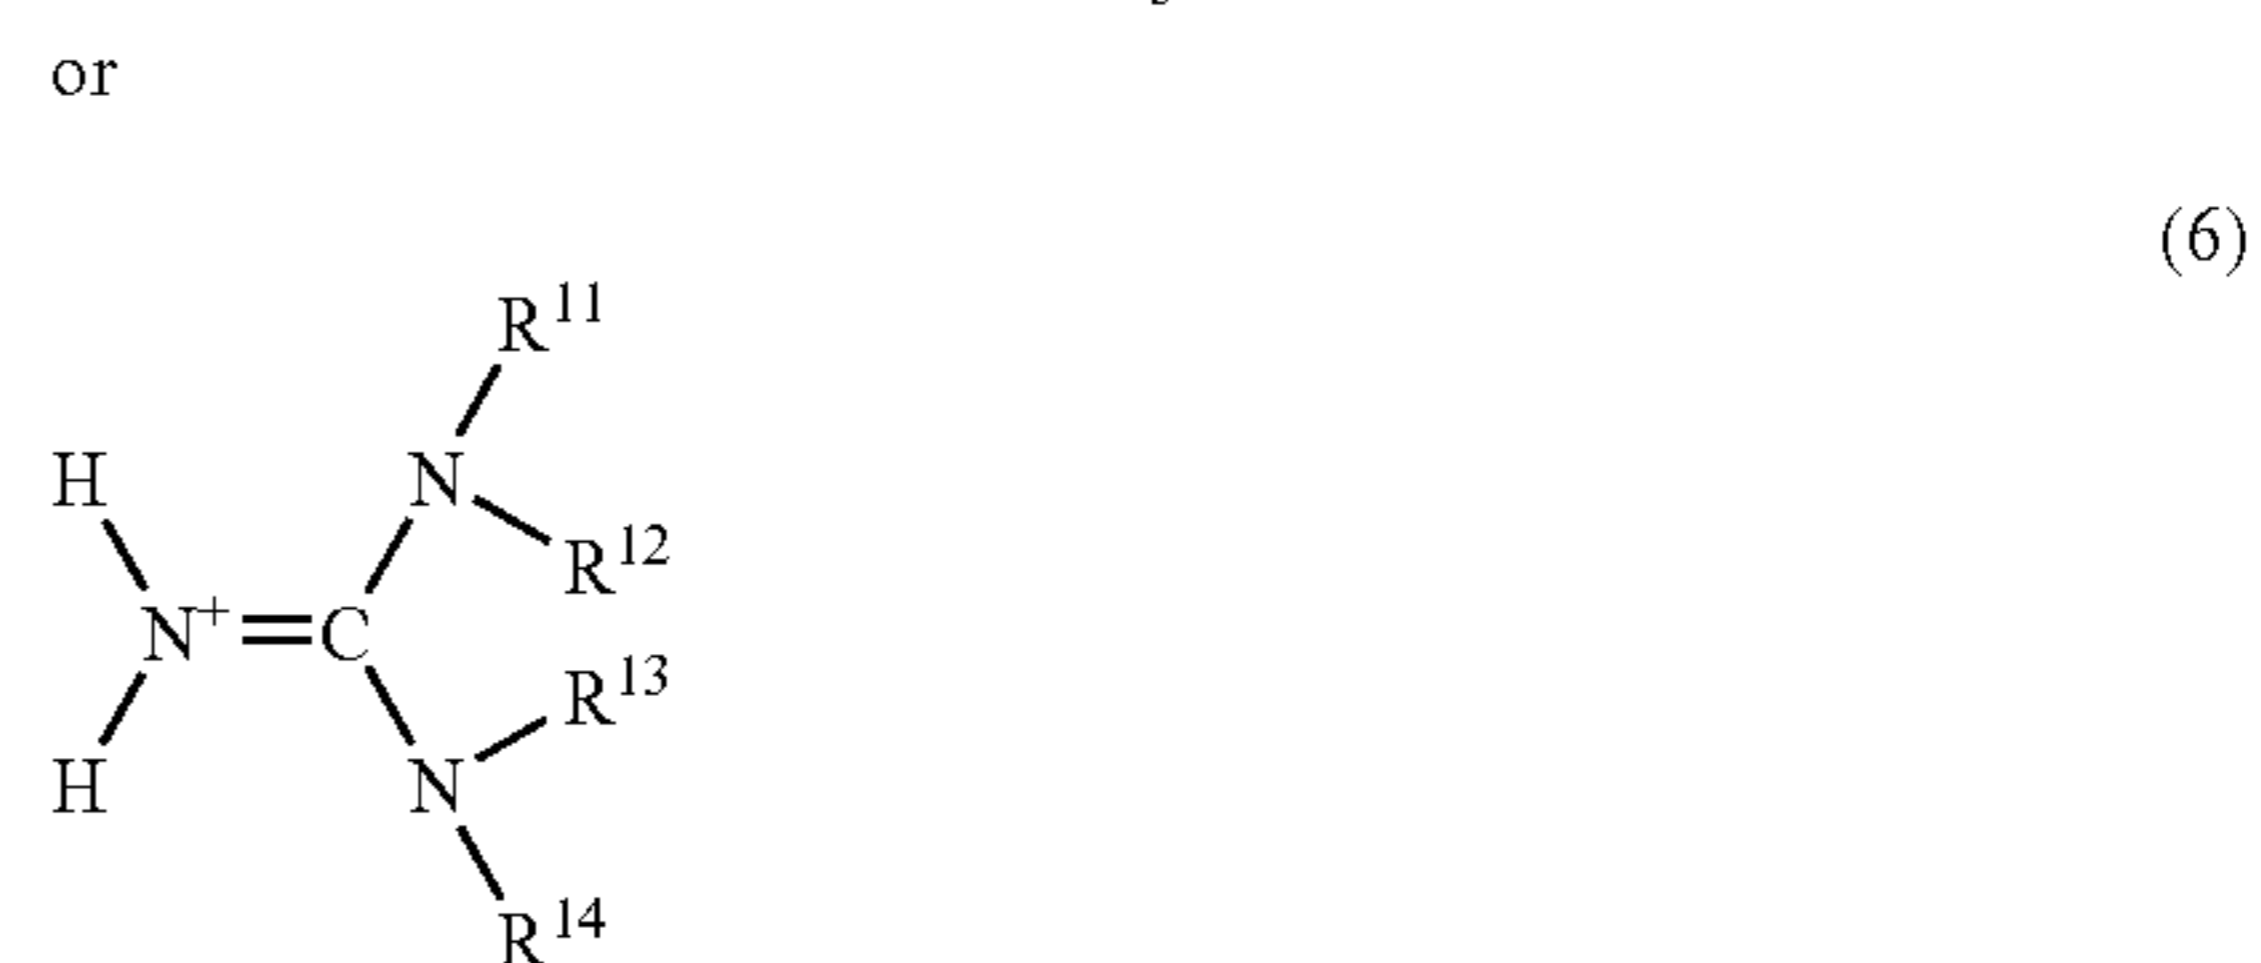 or
(6)
R¹¹
H N
R¹²
N⁺=C
R¹³
H N
R¹⁴